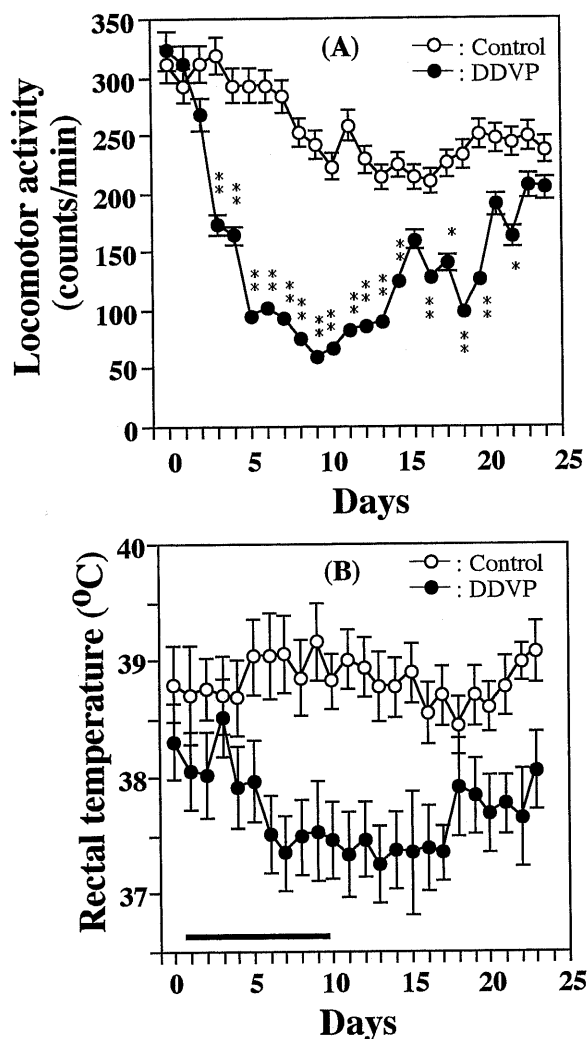 (A)
: Control
: DDVP
350
300
250
200
150
100
50
0
Locomotor activity
(counts/min)
** ** ** ** ** ** ** ** ** ** ** ** ** * ** ** *
0 5 10 15 20 25
Days
(B)
: Control
: DDVP
40
39
38
37
Rectal temperature (°C)
0 5 10 15 20 25
Days